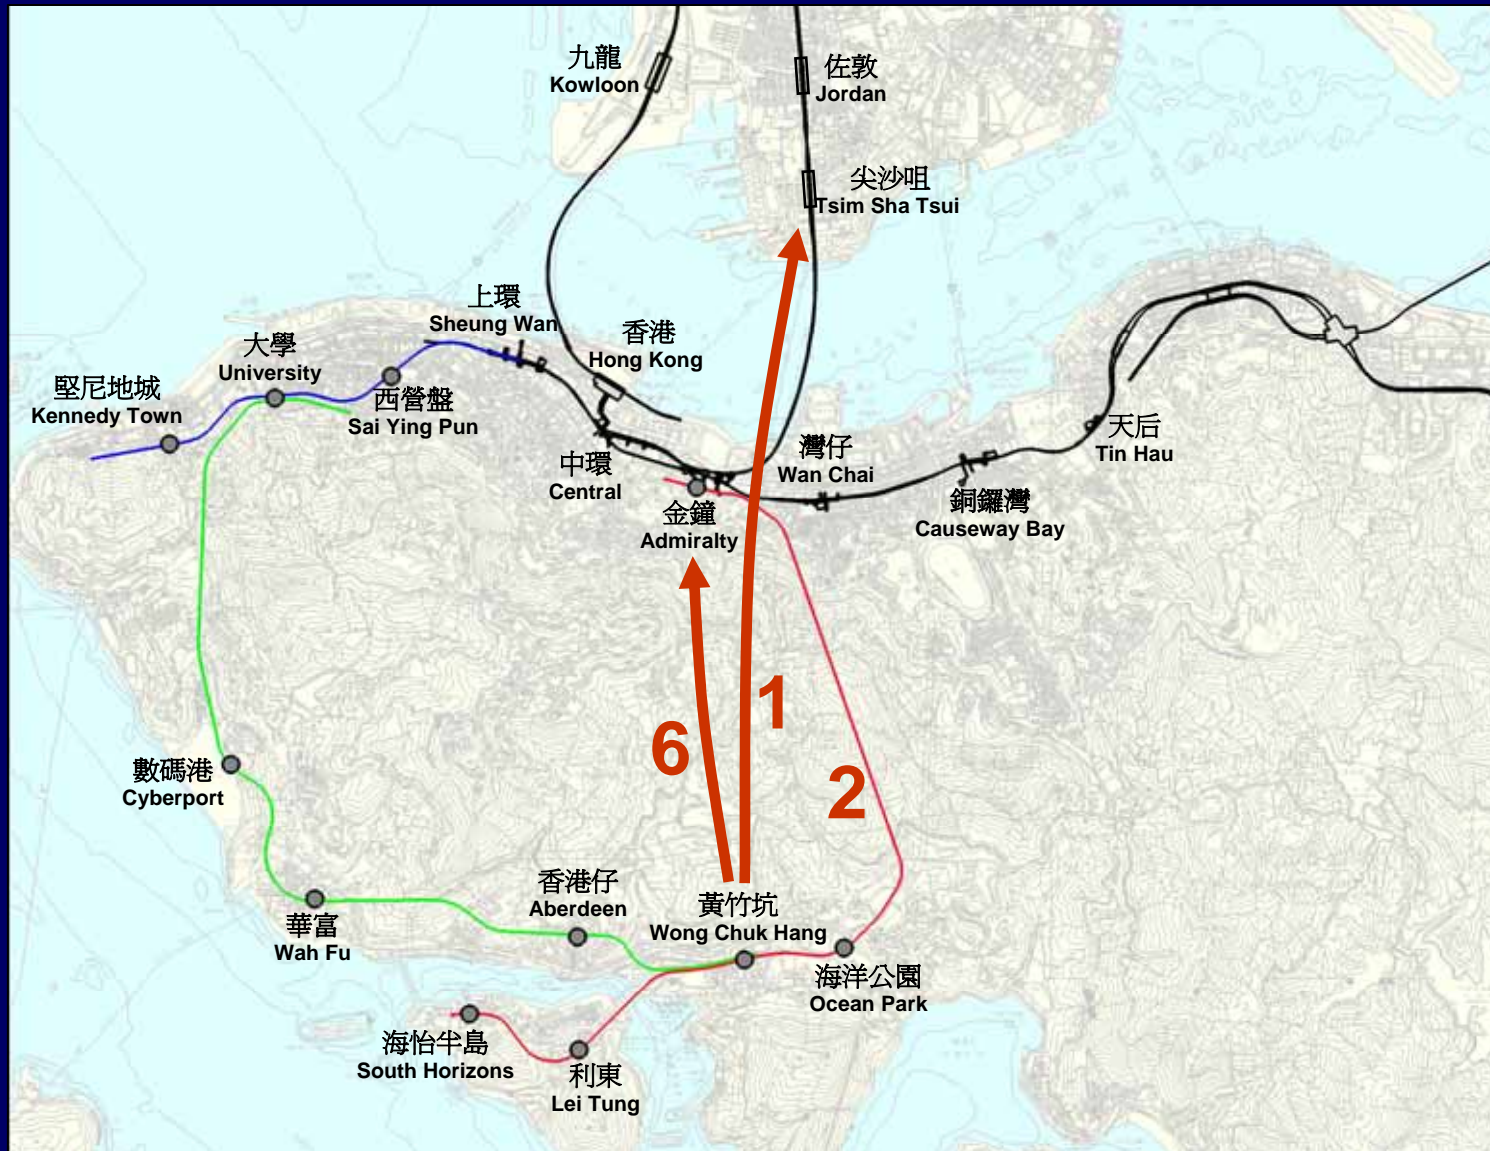 九龍
Kowloon
佐敦
Jordan
尖沙咀
Tsim Sha Tsui
上環
Sheung Wan
香港
Hong Kong
大學
University
堅尼地城
Kennedy Town
西營盤
Sai Ying Pun
中環
Central
灣仔
Wan Chai
天后
Tin Hau
銅鑼灣
Causeway Bay
金鐘
Admiralty
1
6
2
數碼港
Cyberport
香港仔
Aberdeen
黃竹坑
Wong Chuk Hang
華富
Wah Fu
海洋公園
Ocean Park
海怡半島
South Horizons
利東
Lei Tung